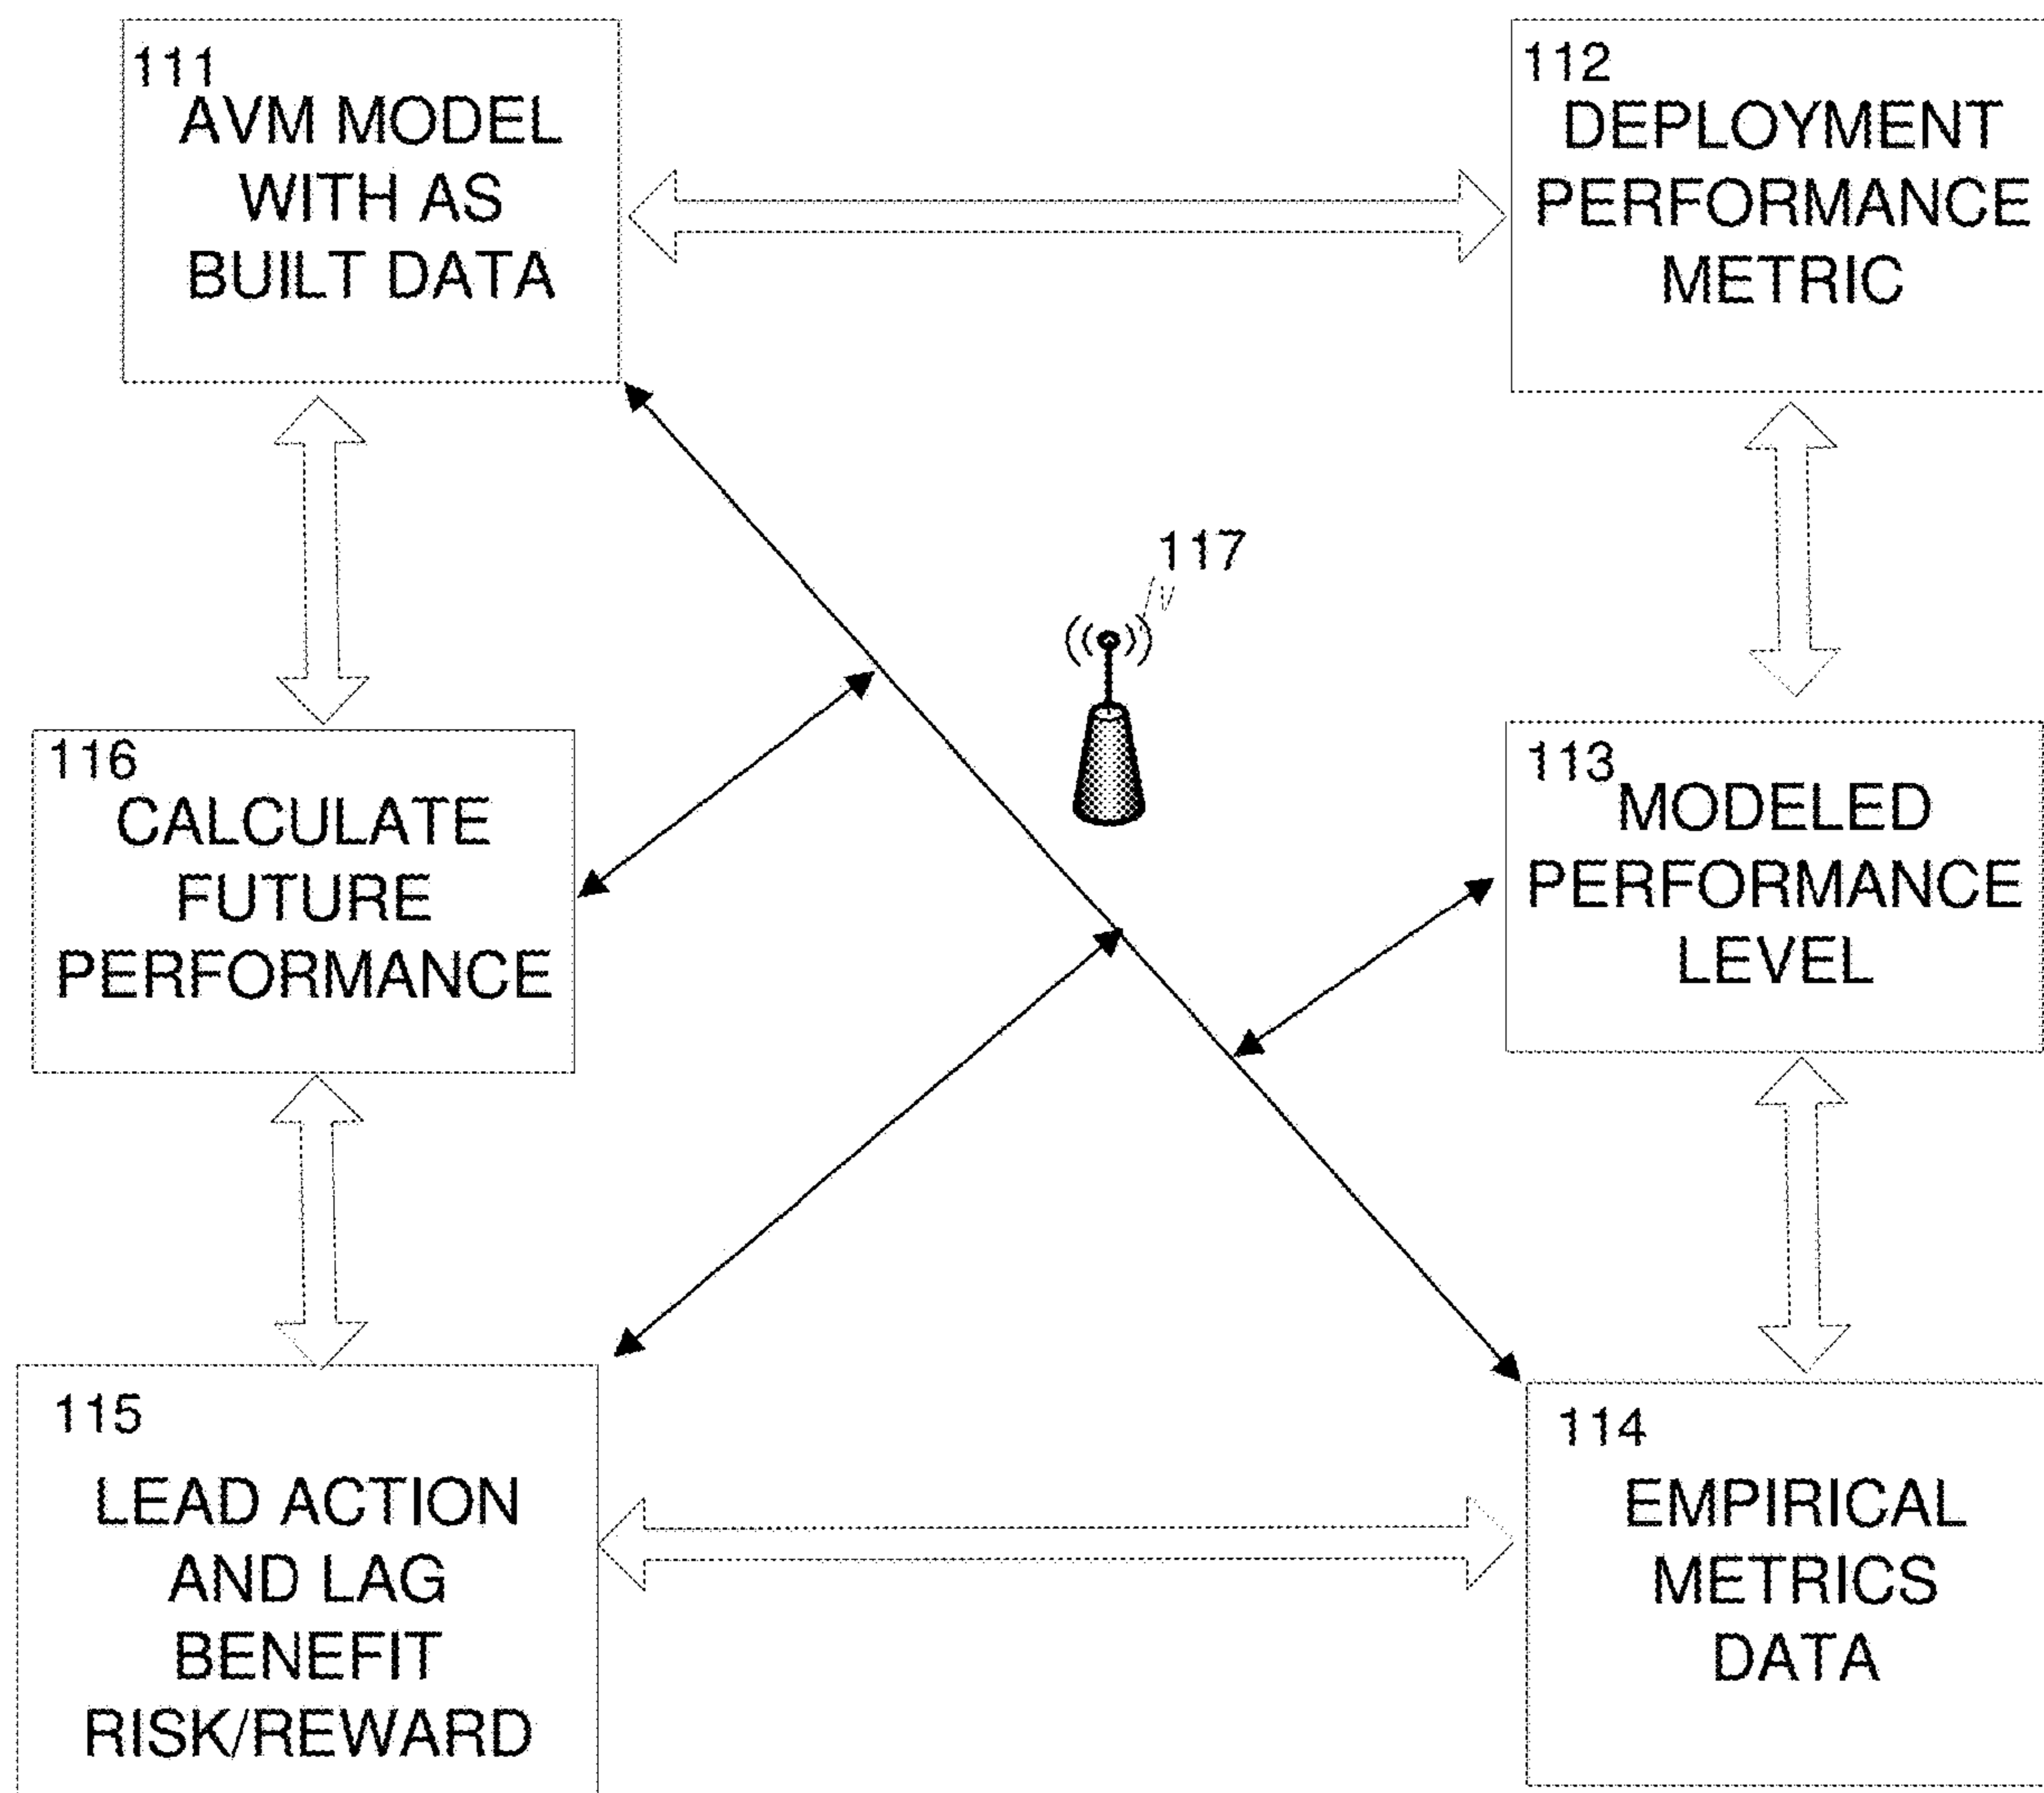 111
AVM MODEL
WITH AS
BUILT DATA
112
DEPLOYMENT
PERFORMANCE
METRIC
117
116
CALCULATE
FUTURE
PERFORMANCE
113
MODELED
PERFORMANCE
LEVEL
115
LEAD ACTION
AND LAG
BENEFIT
RISK/REWARD
114
EMPIRICAL
METRICS
DATA